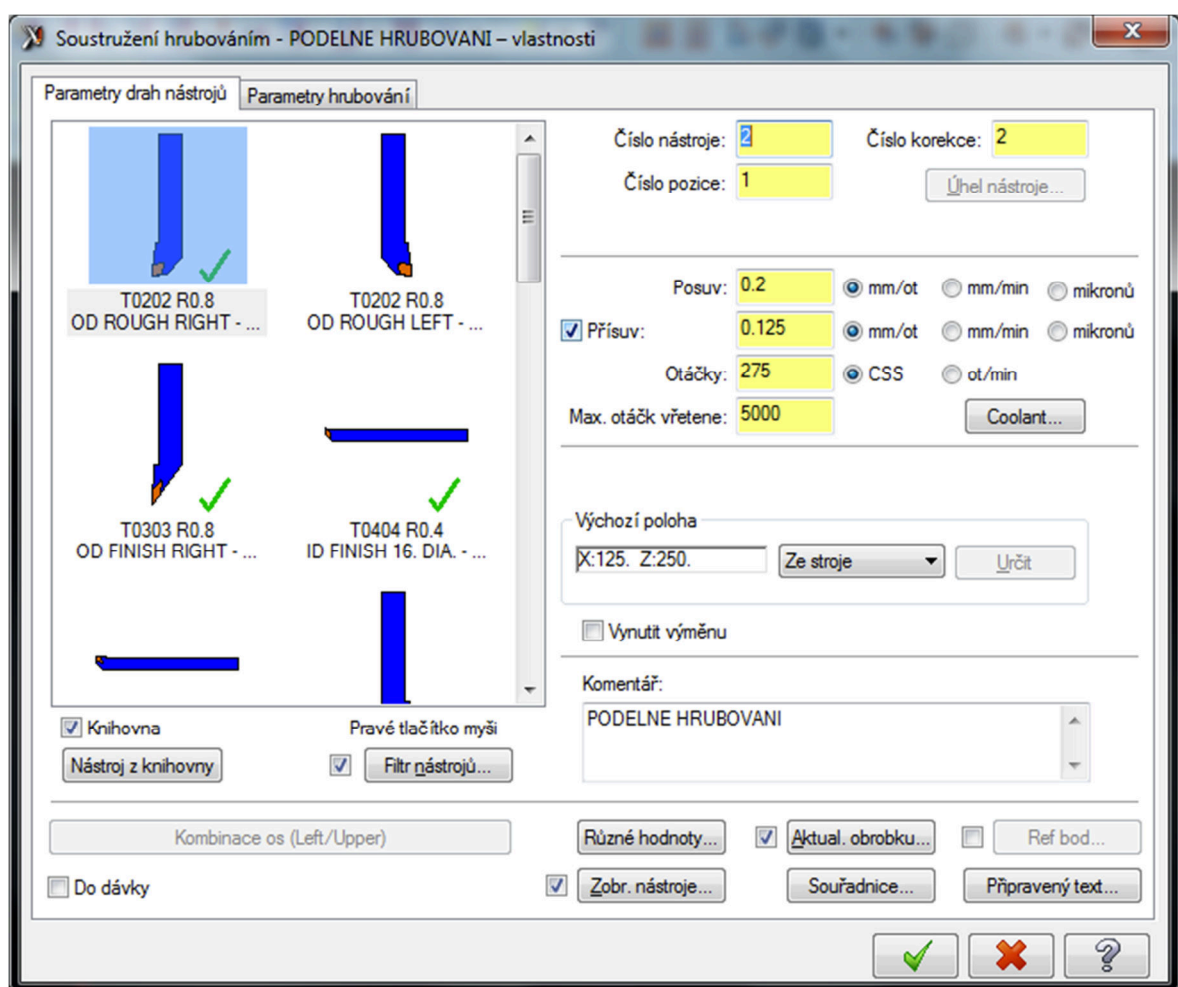 Soustružení hrubováním - PODELNE HRUBOVANI – vlastnosti
Parametry drah nástrojů
Parametry hrubování
T0202 R0.8
OD ROUGH RIGHT - ...
T0202 R0.8
OD ROUGH LEFT - ...
T0303 R0.8
OD FINISH RIGHT - ...
T0404 R0.4
ID FINISH 16. DIA. - ...
Knihovna
Pravé tlačítko myši
Nástroj z knihovny
Filtr nástrojů...
Číslo nástroje: 2 Číslo korekce: 2
Číslo pozice: 1 Úhel nástroje...
Posuv: 0.2 mm/ot mm/min mikronů
Přísuv: 0.125 mm/ot mm/min mikronů
Otáčky: 275 CSS ot/min
Max. otáčk vřetene: 5000 Coolant...
Výchozí poloha
X:125. Z:250. Ze stroje Určit
Vynutit výměnu
Komentář:
PODELNE HRUBOVANI
Kombinace os (Left/Upper)
Různé hodnoty... Aktual. obrobku... Ref bod...
Do dávky
Zobr. nástroje... Souřadnice... Připravený text...